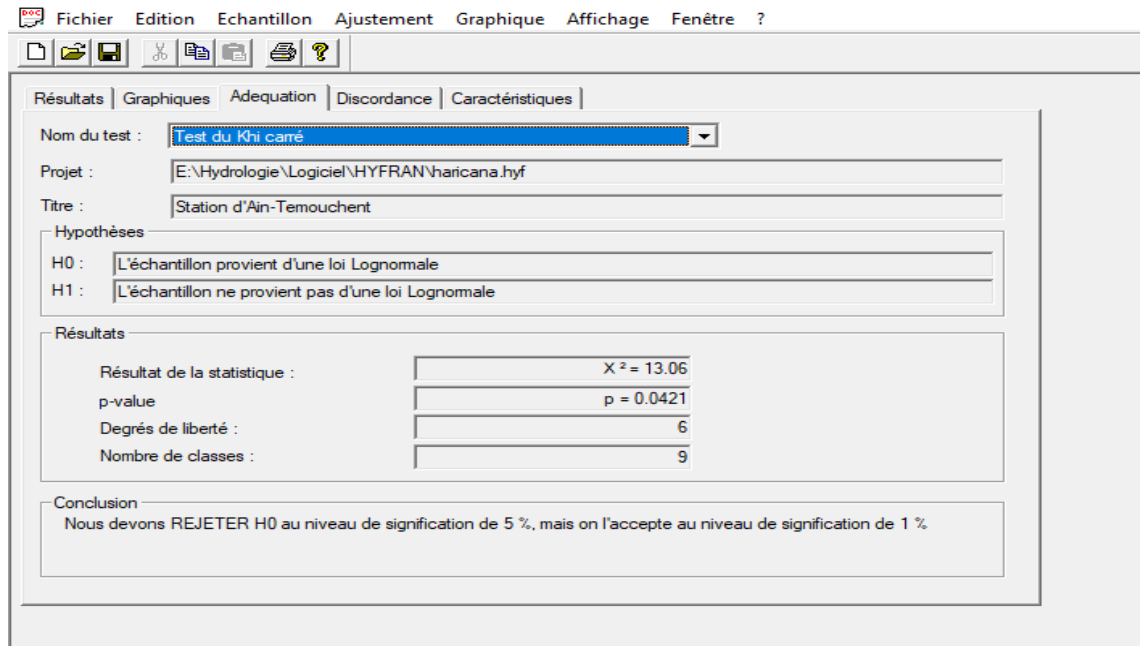 Fichier Edition Echantillon Ajustement Graphique Affichage Fenêtre ?
Résultats Graphiques Adequation Discordance Caractéristiques
Nom du test : Test du Khi carré
Projet : E:\Hydrologie\Logiciel\HYFRAN\haricana.hyf
Titre : Station d'Ain-Temouchent
Hypothèses
H0 : L'échantillon provient d'une loi Lognormale
H1 : L'échantillon ne provient pas d'une loi Lognormale
Résultats
Résultat de la statistique : X ² = 13.06
p-value p = 0.0421
Degrés de liberté : 6
Nombre de classes : 9
Conclusion
Nous devons REJETER H0 au niveau de signification de 5 %, mais on l'accepte au niveau de signification de 1 %